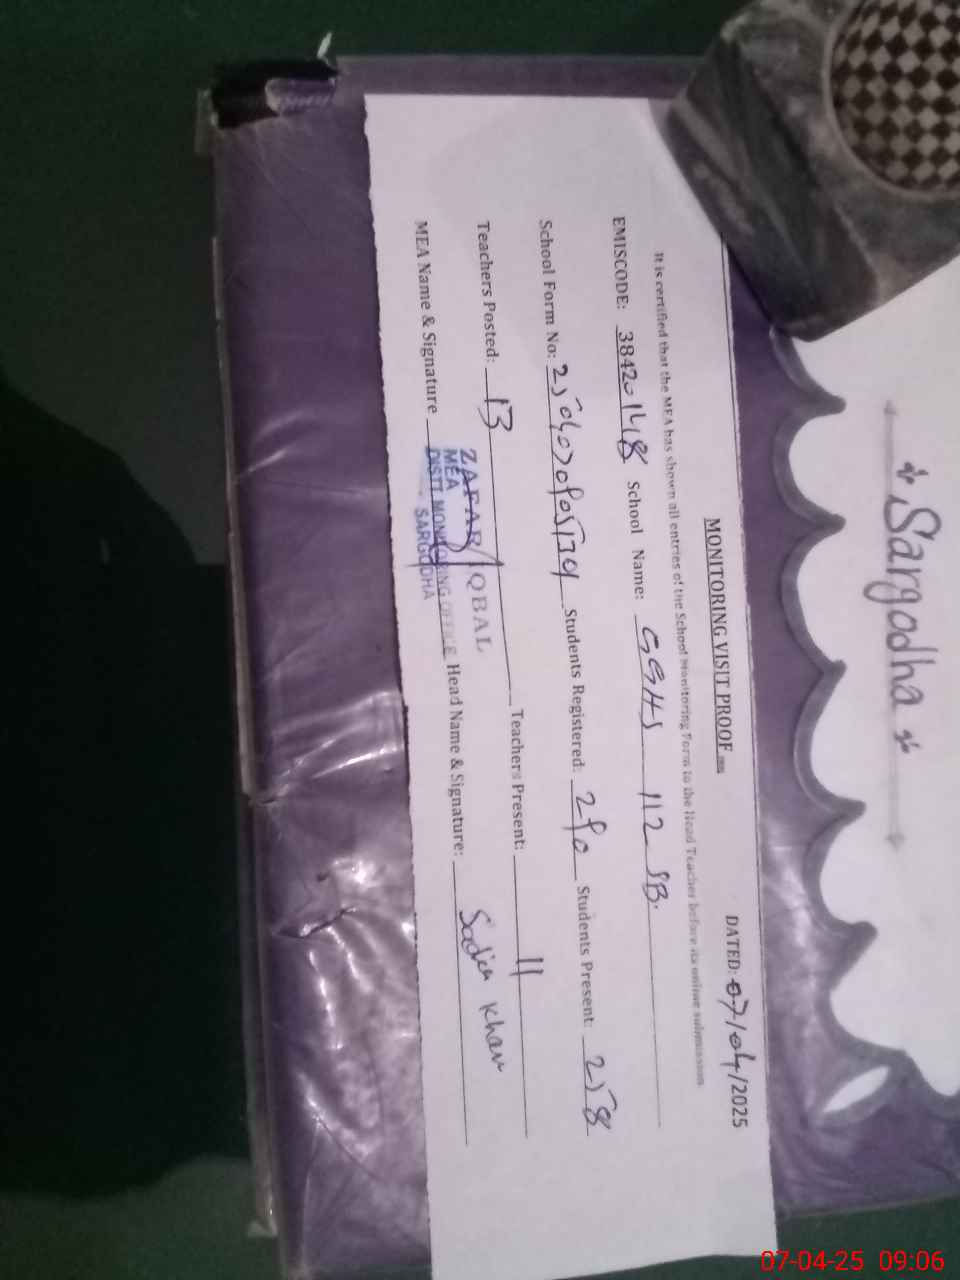 * Sargodha *
MONITORING VISIT PROOF DATED: 07/04/2025
It is certified that the MEA has shown all entries of the School Monitoring Form to the Head Teacher before its online submission
EMISCODE: School Name: GGHS 112 SB.
School Form No: Students Registered: 290 Students Present: 258
Teachers Posted: 13 Teachers Present: 11
MEA Name & Signature Head Name & Signature: Sadia Khan
ZAFAR IQBAL
MEA
DISTT MONITORING OFFICE
SARGODHA
07-04-25 09:06